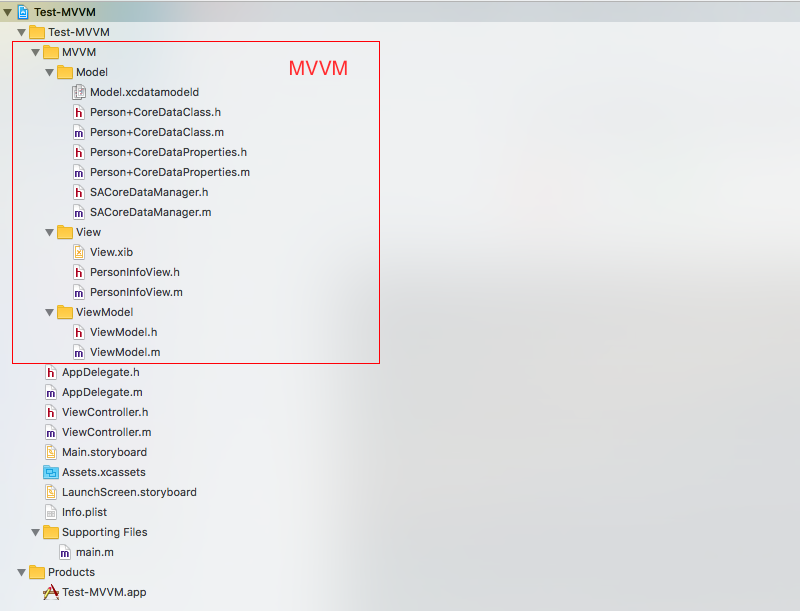 Test-MVVM
Test-MVVM
MVVM
MVVM
Model
Model.xcdatamodeld
Person+CoreDataClass.h
Person+CoreDataClass.m
Person+CoreDataProperties.h
Person+CoreDataProperties.m
SACoreDataManager.h
SACoreDataManager.m
View
View.xib
PersonInfoView.h
PersonInfoView.m
ViewModel
ViewModel.h
ViewModel.m
AppDelegate.h
AppDelegate.m
ViewController.h
ViewController.m
Main.storyboard
Assets.xcassets
LaunchScreen.storyboard
Info.plist
Supporting Files
main.m
Products
Test-MVVM.app